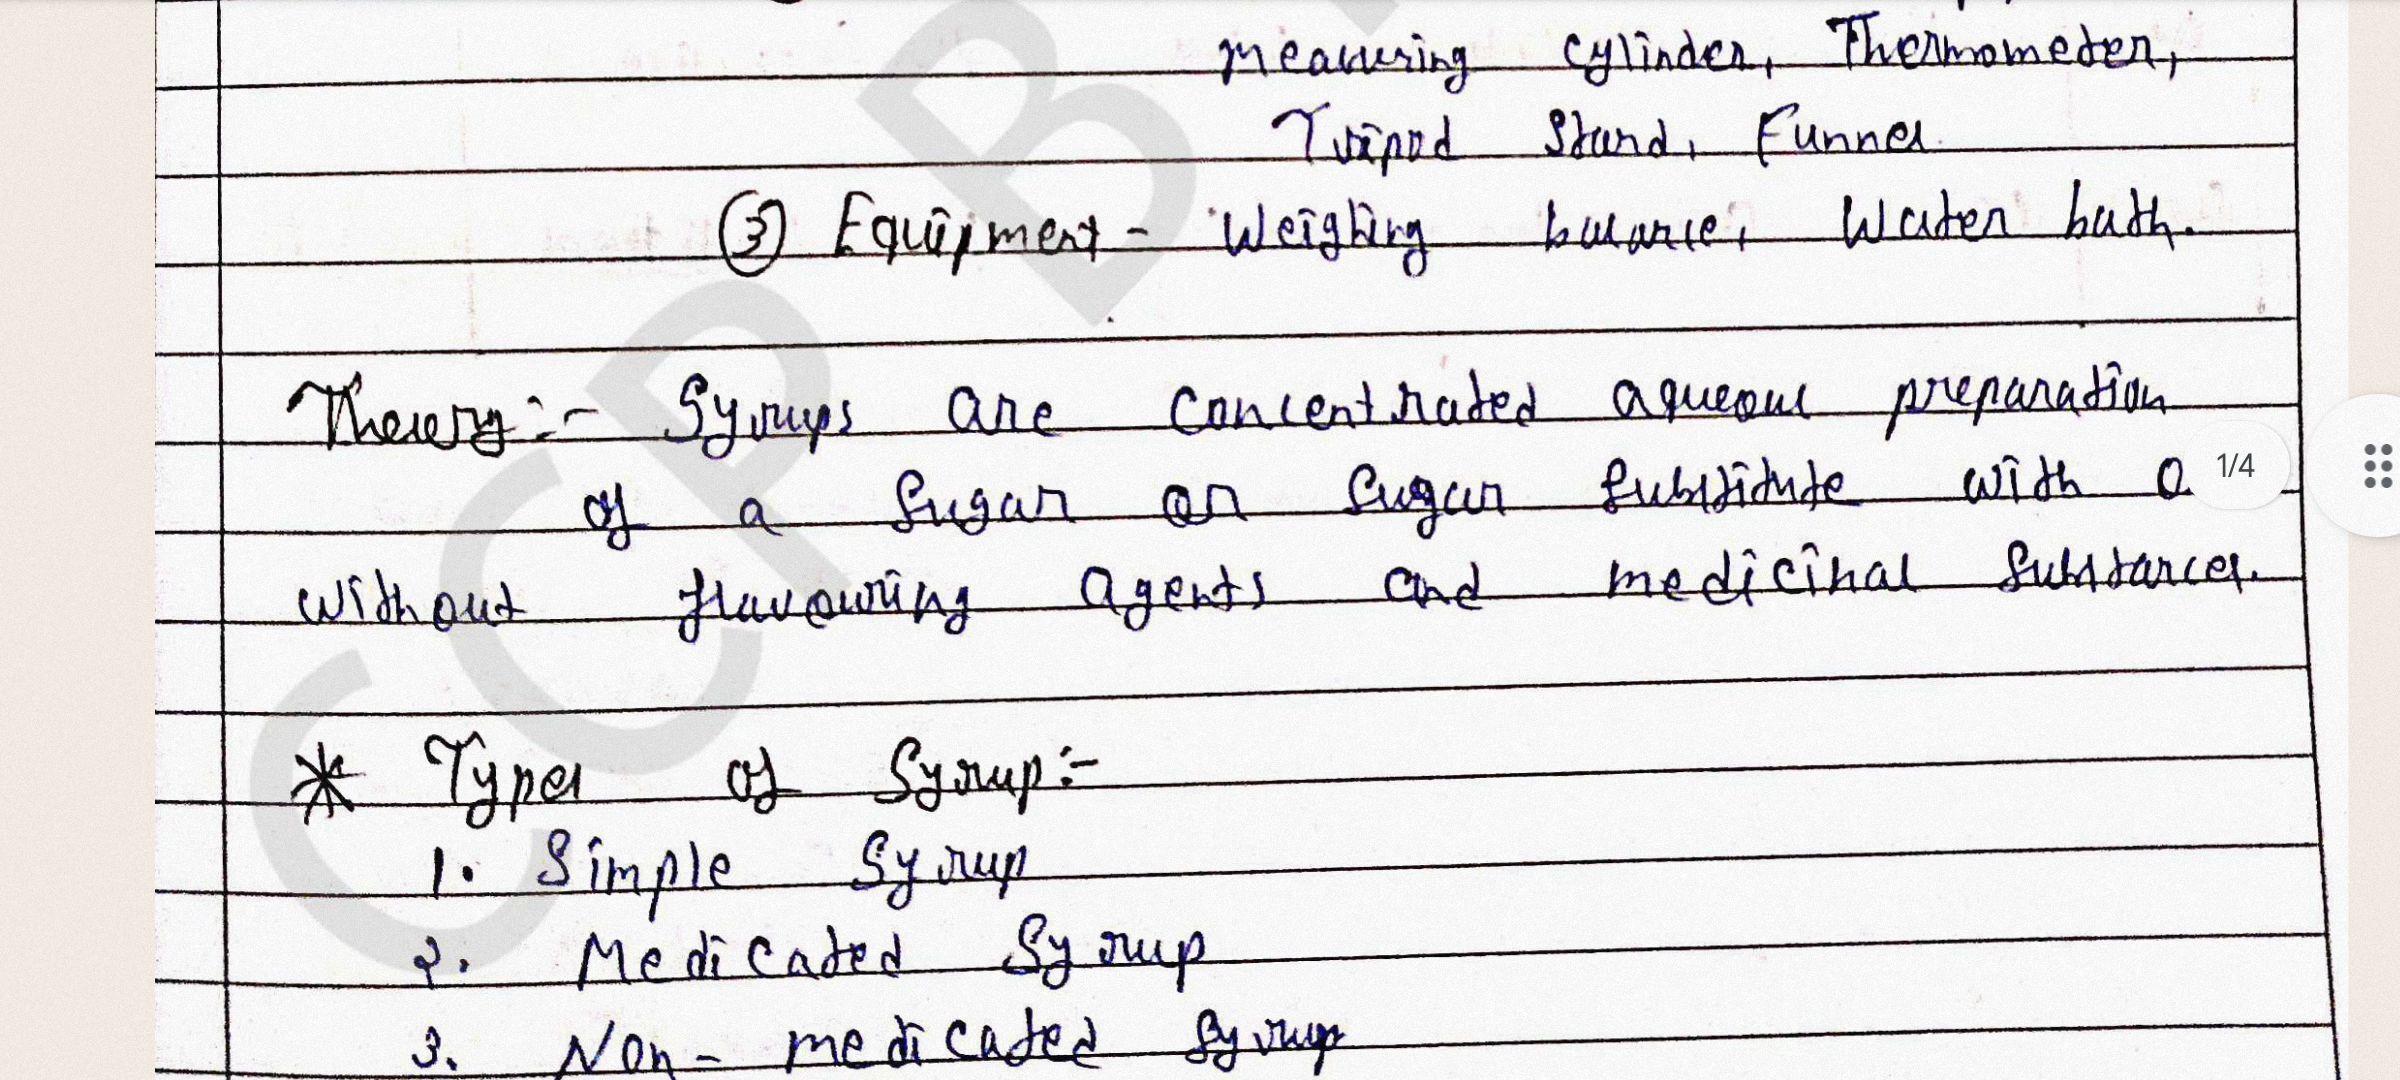 measuring cylinder, Thermometer,
Tripod Stand, Funnel
③ Equipment - Weighing balance, Water bath.
Theory:- Syrups are concentrated aqueous preparation
of a Sugar or Sugar Substitute with o
1/4
without flavouring agents and medicinal Substances.
* Types of Syrup:-
1. Simple Syrup
2. Medicated Syrup
3. Non-medicated Syrup
CCP B